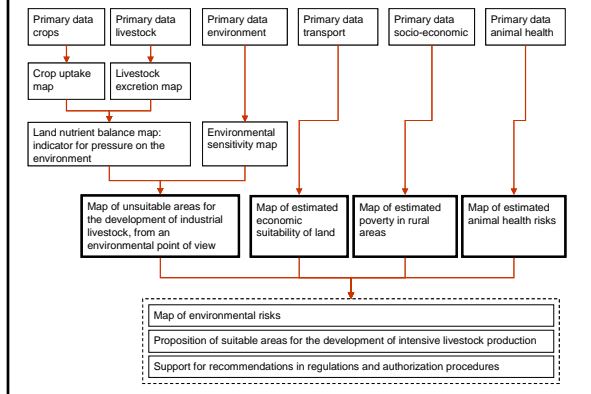 Primary data
crops
Primary data
livestock
Primary data
environment
Primary data
transport
Primary data
socio-economic
Primary data
animal health
Crop uptake
map
Livestock
excretion map
Land nutrient balance map:
indicator for pressure on the
environment
Environmental
sensitivity map
Map of unsuitable areas for
the development of industrial
livestock, from an
environmental point of view
Map of estimated
economic
suitability of land
Map of estimated
poverty in rural
areas
Map of estimated
animal health risks
Map of environmental risks
Proposition of suitable areas for the development of intensive livestock production
Support for recommendations in regulations and authorization procedures